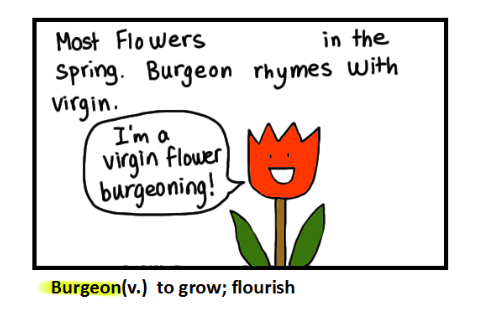 Most Flowers in the
spring. Burgeon rhymes with
virgin.
I'm a
virgin flower
burgeoning!
Burgeon(v.) to grow; flourish